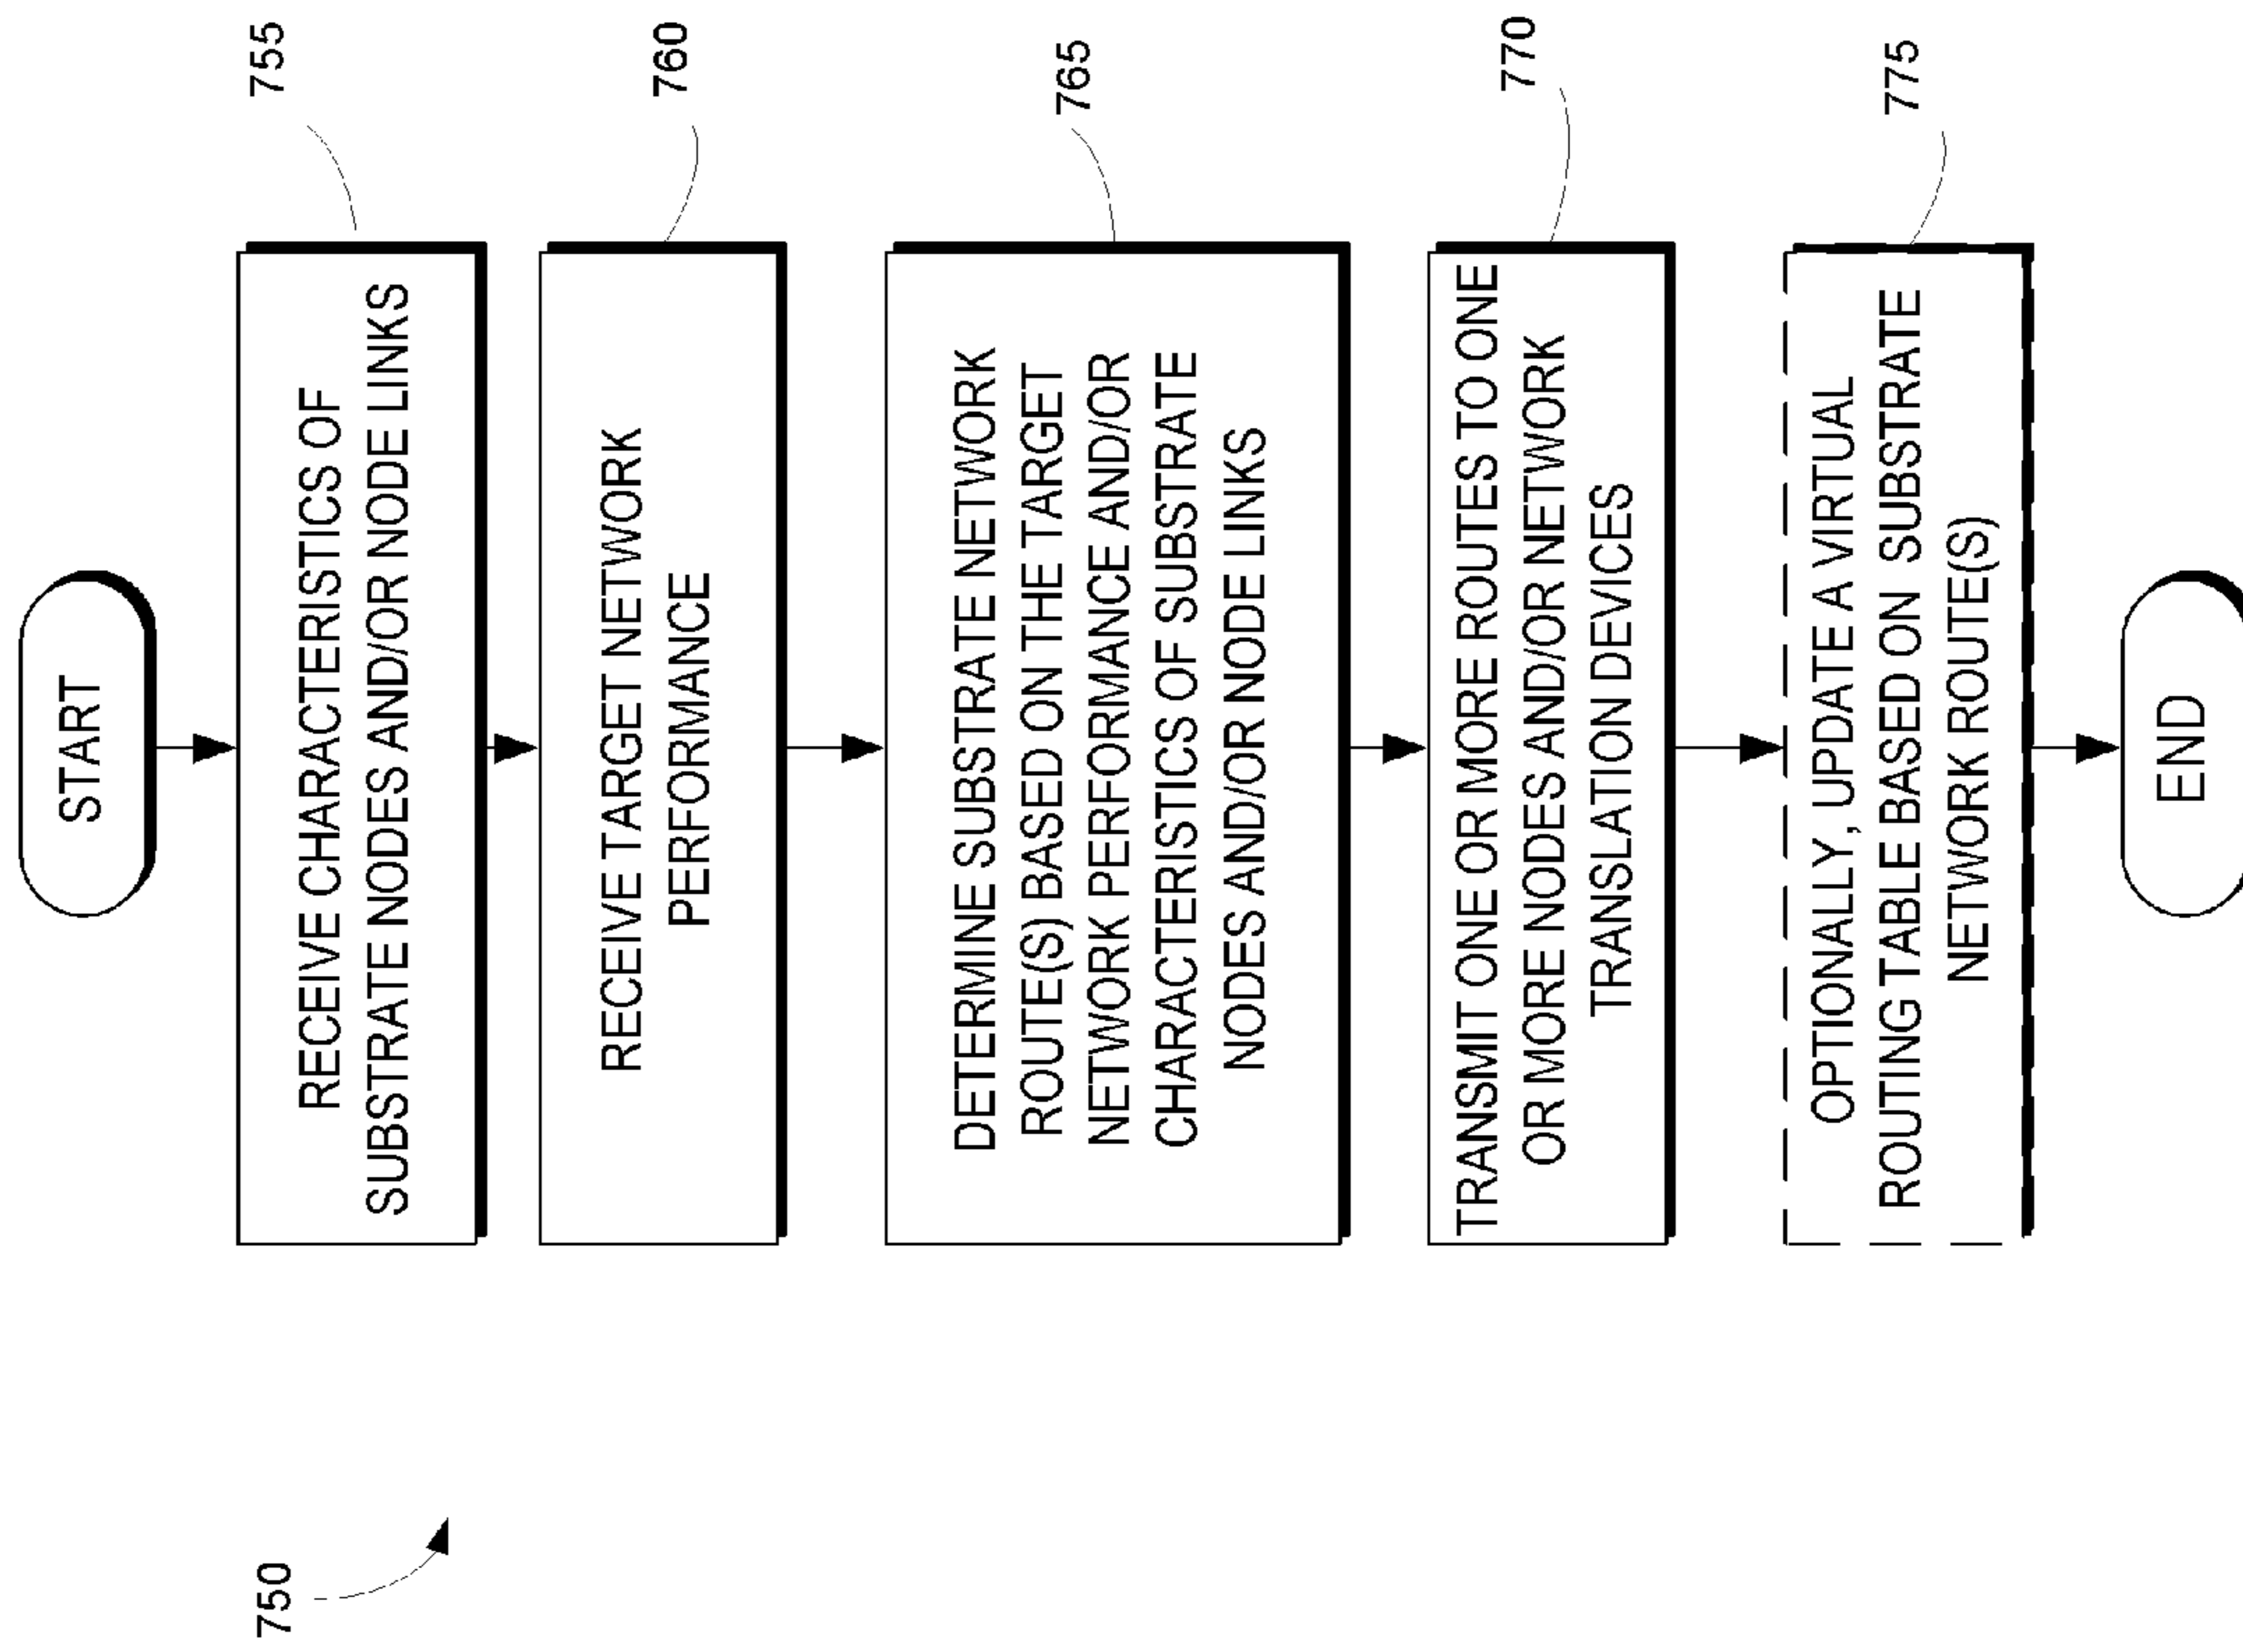 750
START
RECEIVE CHARACTERISTICS OF
SUBSTRATE NODES AND/OR NODE LINKS
755
RECEIVE TARGET NETWORK
PERFORMANCE
760
DETERMINE SUBSTRATE NETWORK
ROUTE(S) BASED ON THE TARGET
NETWORK PERFORMANCE AND/OR
CHARACTERISTICS OF SUBSTRATE
NODES AND/OR NODE LINKS
765
TRANSMIT ONE OR MORE ROUTES TO ONE
OR MORE NODES AND/OR NETWORK
TRANSLATION DEVICES
770
OPTIONALLY, UPDATE A VIRTUAL
ROUTING TABLE BASED ON SUBSTRATE
NETWORK ROUTE(S)
775
END